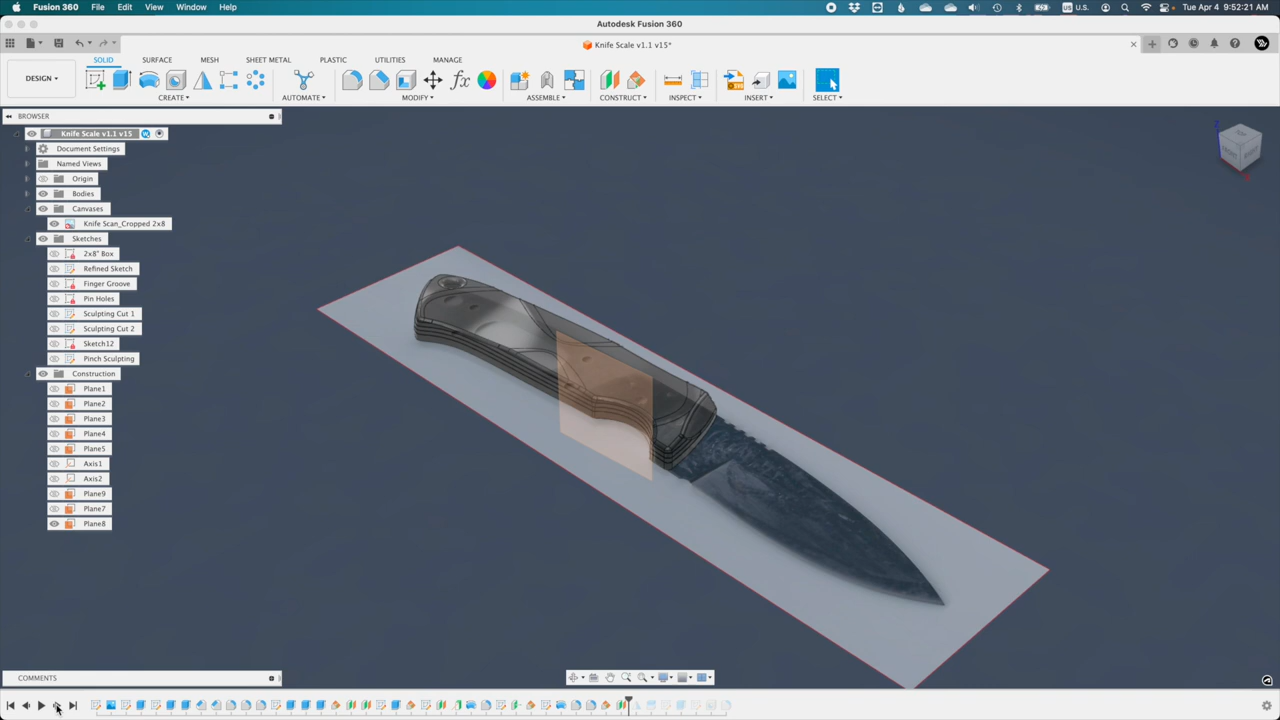 Fusion 360 File Edit View Window Help U.S. Tue Apr 4 9:52:21 AM
Autodesk Fusion 360
Knife Scale v1.1 v15*
SOLID SURFACE MESH SHEET METAL PLASTIC UTILITIES MANAGE
DESIGN
CREATE AUTOMATE MODIFY ASSEMBLE CONSTRUCT INSPECT INSERT SELECT
BROWSER
Knife Scale v1.1 v15
Document Settings
Named Views
Origin
Bodies
Canvases
Knife Scan_Cropped 2x8
Sketches
2x8" Box
Refined Sketch
Finger Groove
Pin Holes
Sculpting Cut 1
Sculpting Cut 2
Sketch12
Pinch Sculpting
Construction
Plane1
Plane2
Plane3
Plane4
Plane5
Axis1
Axis2
Plane9
Plane7
Plane8
COMMENTS